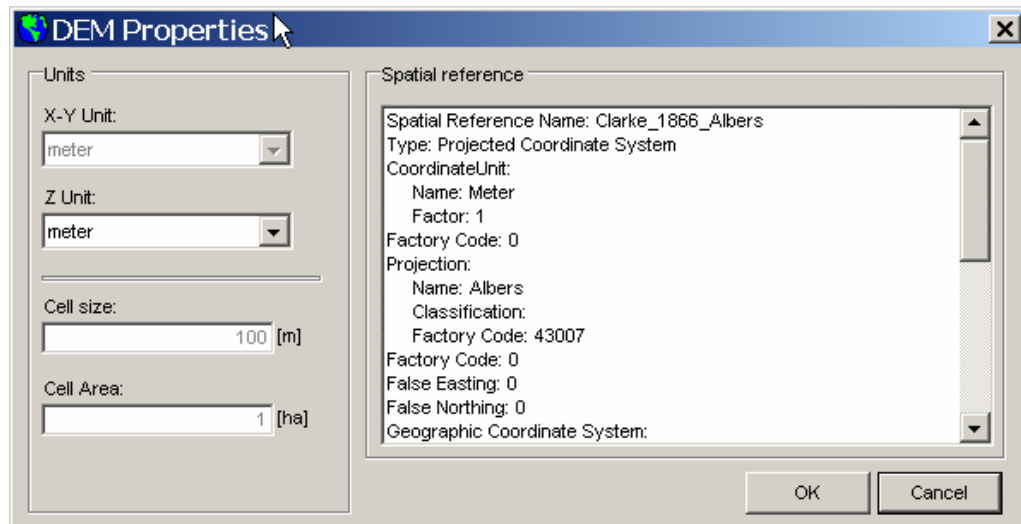 DEM Properties
Units
X-Y Unit:
meter
Z Unit:
meter
Cell size:
100 [m]
Cell Area:
1 [ha]
Spatial reference
Spatial Reference Name: Clarke_1866_Albers
Type: Projected Coordinate System
CoordinateUnit:
Name: Meter
Factor: 1
Factory Code: 0
Projection:
Name: Albers
Classification:
Factory Code: 43007
Factory Code: 0
False Easting: 0
False Northing: 0
Geographic Coordinate System:
OK Cancel